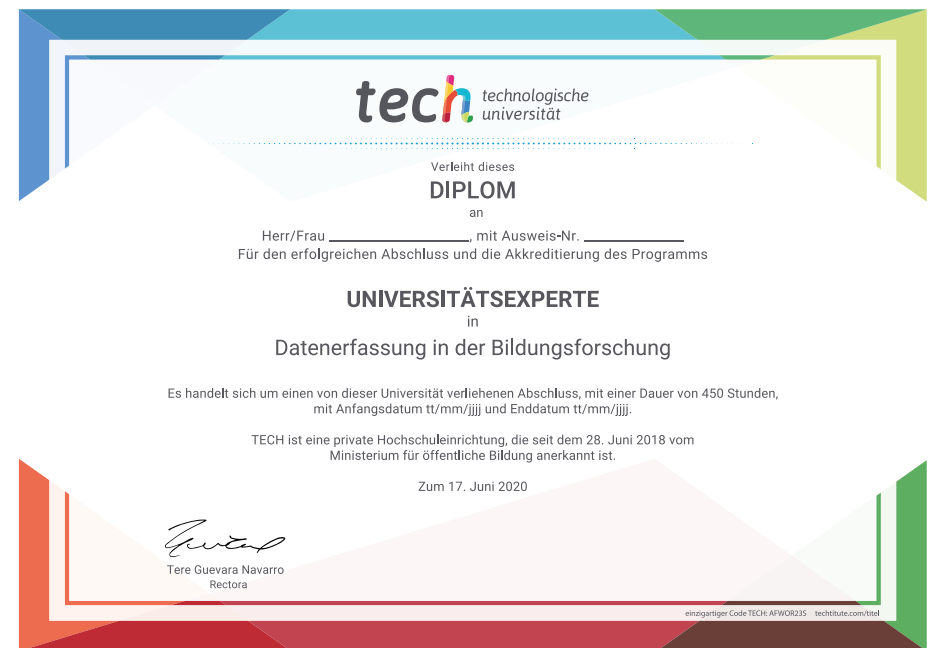 tech technologische
universität
Verleiht dieses
DIPLOM
an
Herr/Frau ____________________, mit Ausweis-Nr. ______________
Für den erfolgreichen Abschluss und die Akkreditierung des Programms
UNIVERSITÄTSEXPERTE
in
Datenerfassung in der Bildungsforschung
Es handelt sich um einen von dieser Universität verliehenen Abschluss, mit einer Dauer von 450 Stunden,
mit Anfangsdatum tt/mm/jjjj und Enddatum tt/mm/jjjj.
TECH ist eine private Hochschuleinrichtung, die seit dem 28. Juni 2018 vom
Ministerium für öffentliche Bildung anerkannt ist.
Zum 17. Juni 2020
Tere Guevara Navarro
Rectora
einzigartiger Code TECH: AFWOR23S techtitute.com/titel